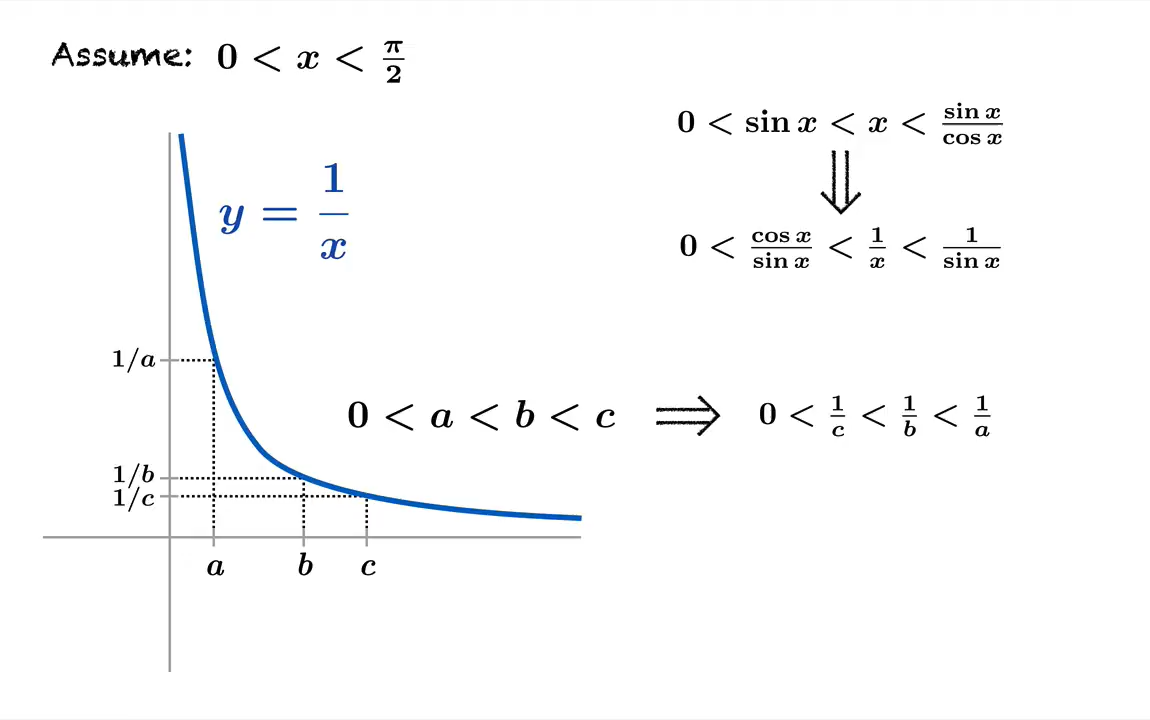 Assume: 0 < x < π/2
0 < sin x < x < sin x/cos x
⇓
0 < cos x/sin x < 1/x < 1/sin x
y = 1/x
1/a
0 < a < b < c ⟹ 0 < 1/c < 1/b < 1/a
1/b
1/c
a b c